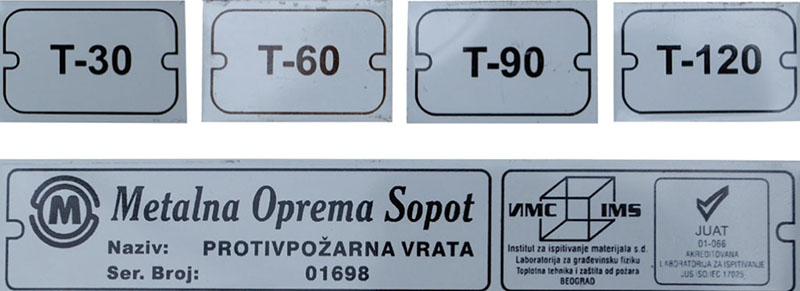 T-30
T-60
T-90
T-120
M Metalna Oprema Sopot
Naziv: PROTIVPOŽARNA VRATA
Ser. Broj: 01698
ИМС IMS
Institut za ispitivanje materijala s.d.
Laboratorija za građevinsku fiziku
Toplotna tehnika i zaštita od požara
BEOGRAD
JUAT
01-066
AKREDITOVANA
LABORATORIJA ZA ISPITIVANJE
JUS ISO/IEC 17025